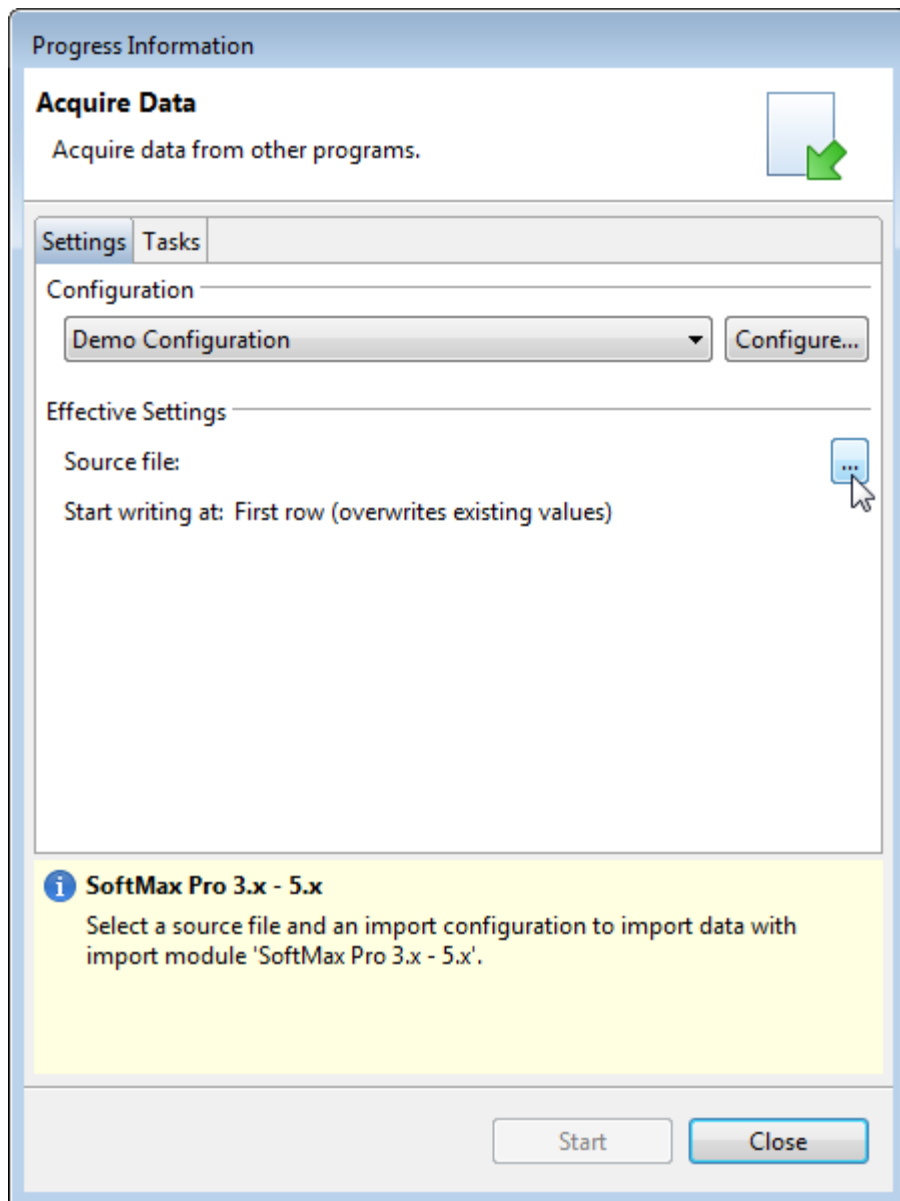 Progress Information
Acquire Data
Acquire data from other programs.
Settings Tasks
Configuration
Demo Configuration Configure...
Effective Settings
Source file: ...
Start writing at: First row (overwrites existing values)
SoftMax Pro 3.x - 5.x
Select a source file and an import configuration to import data with
import module 'SoftMax Pro 3.x - 5.x'.
Start Close